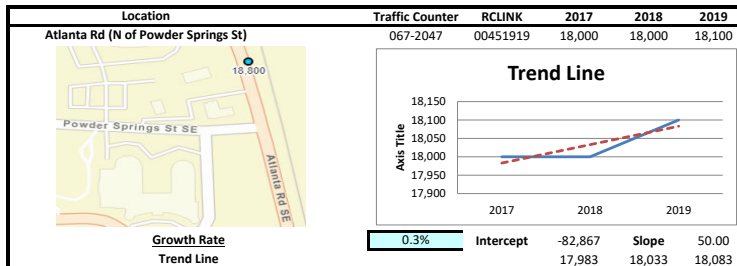 Location Traffic Counter RCLINK 2017 2018 2019
Atlanta Rd (N of Powder Springs St) 067-2047 00451919 18,000 18,000 18,100
18,800
Powder Springs St SE
Atlanta Rd SE
Trend Line
Axis Title
18,150
18,100
18,050
18,000
17,950
17,900
2017 2018 2019
Growth Rate 0.3% Intercept -82,867 Slope 50.00
Trend Line 17,983 18,033 18,083